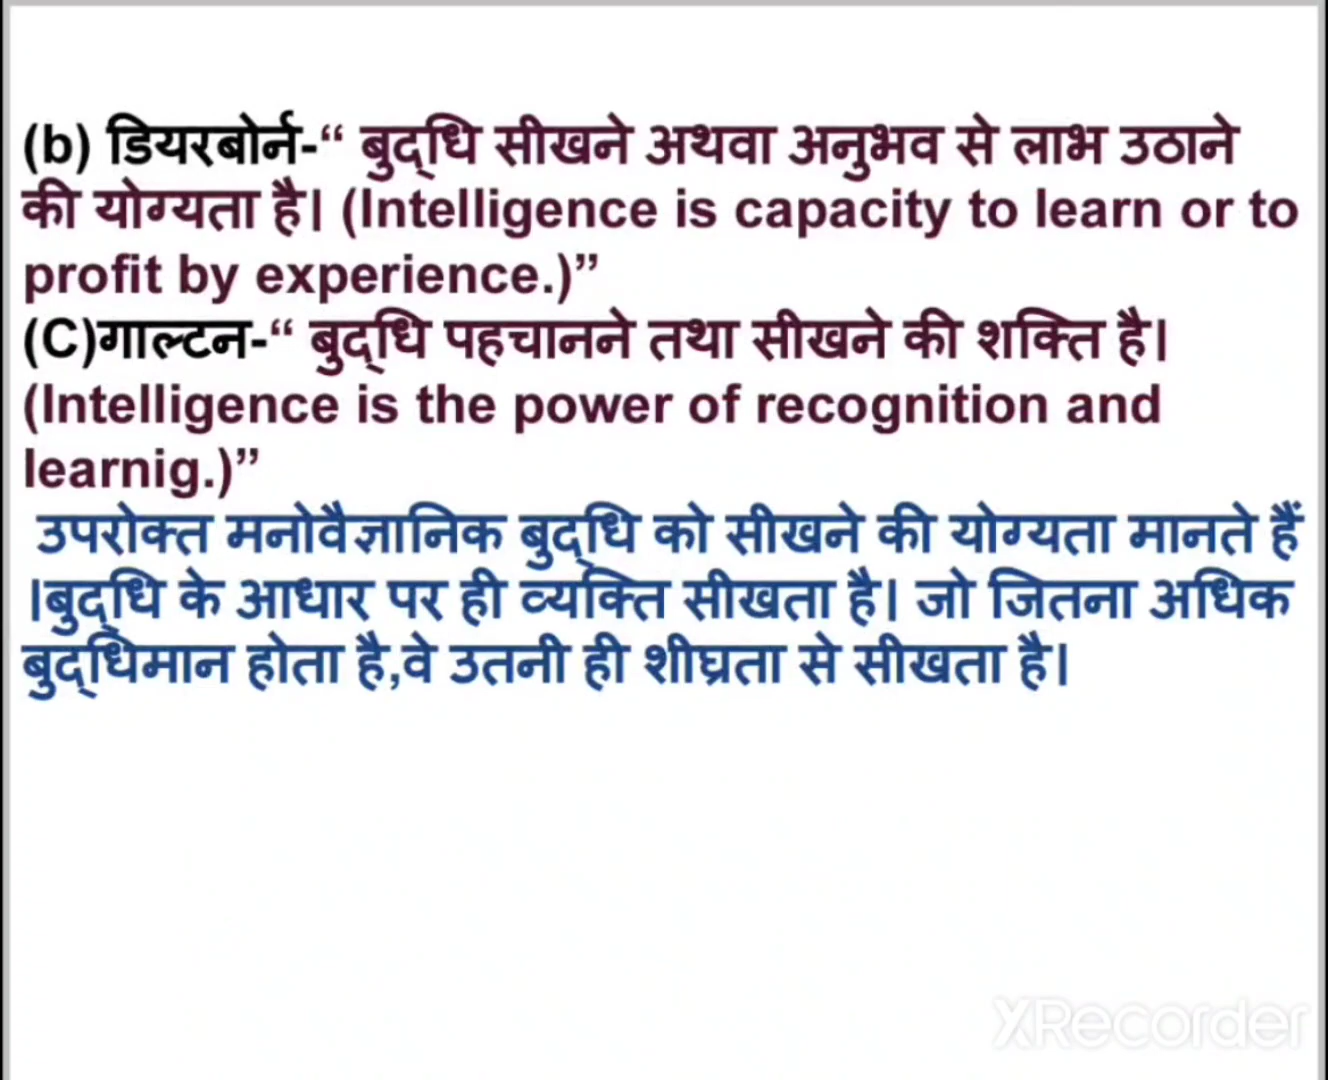 (b) डियरबोर्न-“ बुद्धि सीखने अथवा अनुभव से लाभ उठाने
की योग्यता है। (Intelligence is capacity to learn or to
profit by experience.)”
(C)गाल्टन-“ बुद्धि पहचानने तथा सीखने की शक्ति है।
(Intelligence is the power of recognition and
learnig.)”
उपरोक्त मनोवैज्ञानिक बुद्धि को सीखने की योग्यता मानते हैं
।बुद्धि के आधार पर ही व्यक्ति सीखता है। जो जितना अधिक
बुद्धिमान होता है,वे उतनी ही शीघ्रता से सीखता है।
XRecorder